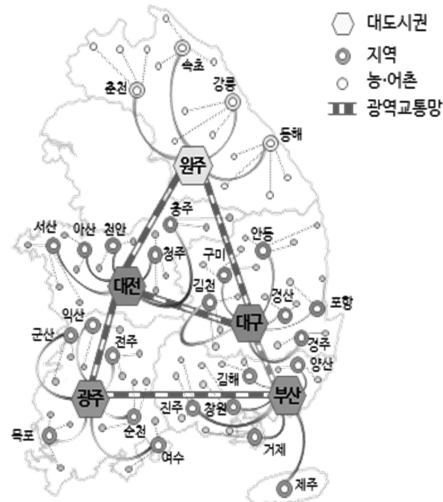 대도시권
지역
농·어촌
광역교통망
속초
춘천
강릉
동해
원주
충주
서산
아산
천안
청주
안동
구미
대전
김천
경산
포항
대구
익산
군산
전주
경주
양산
김해
광주
진주
창원
부산
목포
순천
여수
거제
제주